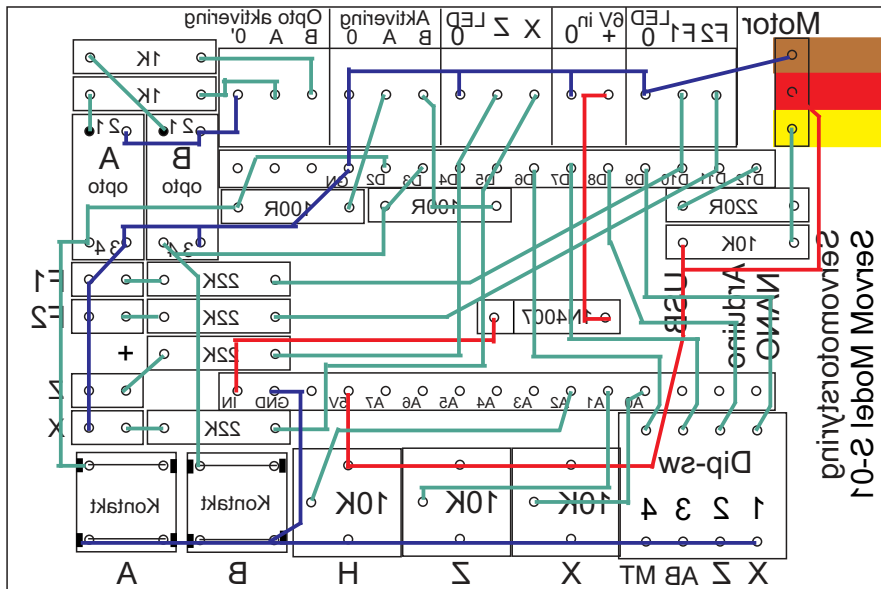 Opto aktivering
B A 0'
Aktivering
B A 0
LED
X Z 0
6V in
+ 0
LED
F2 F1 0
Motor
1K
1K
1 2
1 2
A
B
opto
opto
4 3
4 3
D12 D11 D10 D9 D8 D7 D6 D5 D4 D3 D2 GN
100R
100R
220R
10K
F1
F2
+
Z
X
22K
22K
22K
22K
1N4007
USB
Arduino
NANO
ServoM Model S-01
Servomotorstyring
A0 A1 A2 A3 A4 A5 A6 A7 5V GND IN
Kontakt
Kontakt
10K
10K
10K
Dip-sw
1 2 3 4
X Z AB MT
A
B
H
Z
X